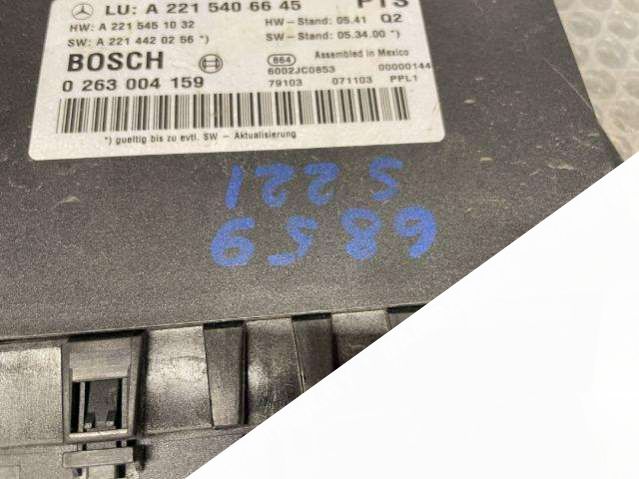 LU: A 221 540 66 45 PTS
HW: A 221 545 10 32 HW-Stand: 05.41 Q2
SW: A 221 442 02 56 *) SW-Stand: 05.34.00 *)
BOSCH 864 Assembled in Mexico
6002JC0853 00000144
0 263 004 159 79103 071103 PPL1
*) gueltig bis zu evtl. SW - Aktualisierung
S 221